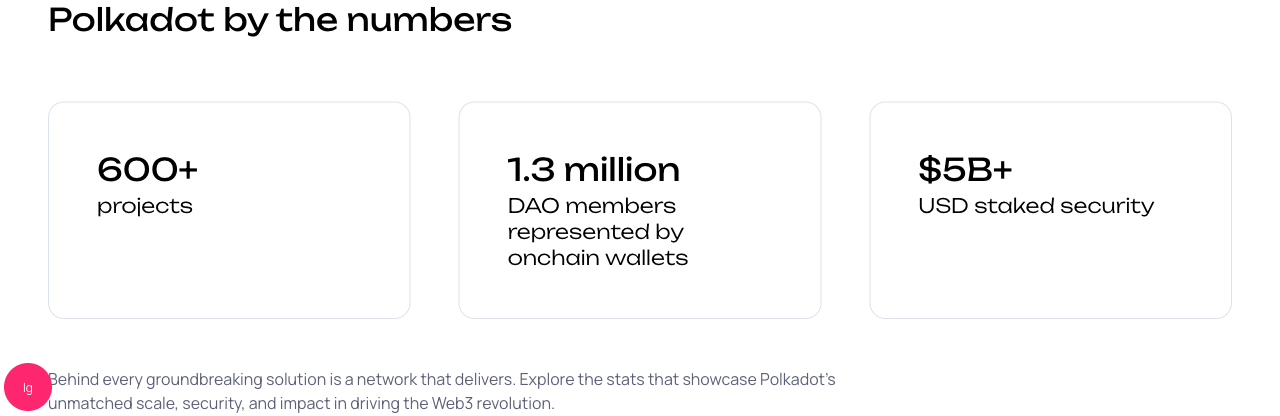 Polkadot by the numbers
600+
projects
1.3 million
DAO members
represented by
onchain wallets
$5B+
USD staked security
Behind every groundbreaking solution is a network that delivers. Explore the stats that showcase Polkadot's
unmatched scale, security, and impact in driving the Web3 revolution.
lg